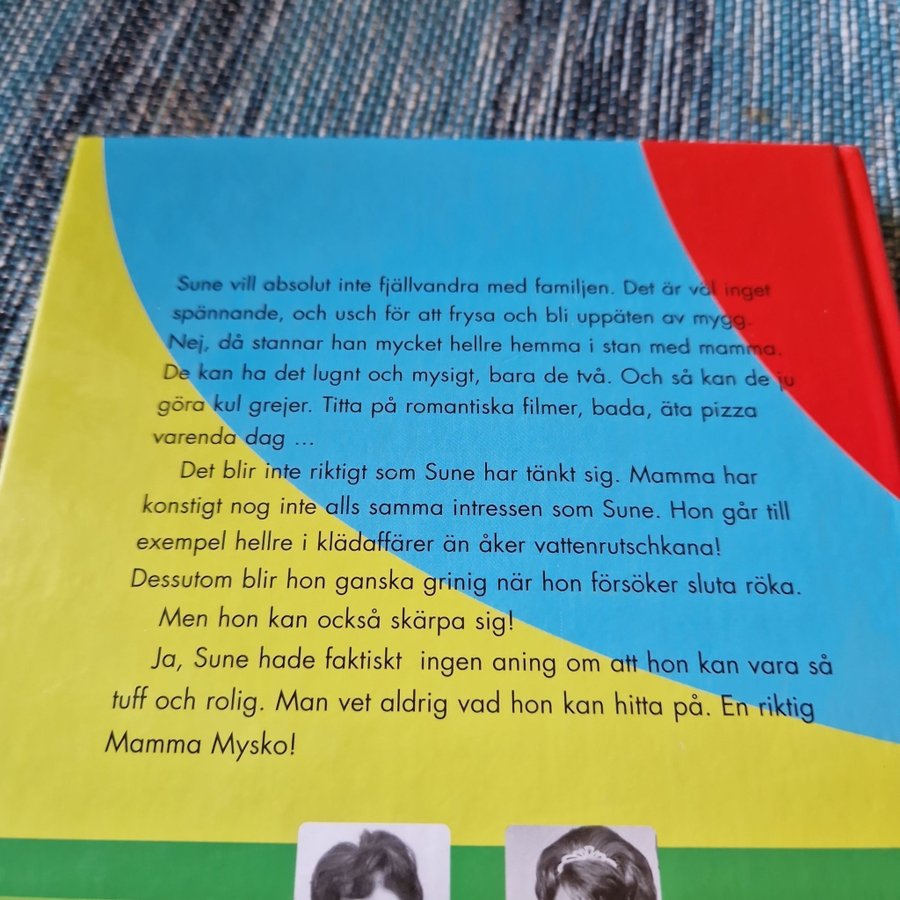 Sune vill absolut inte fjällvandra med familjen. Det är väl inget
spännande, och usch för att frysa och bli uppäten av mygg.
Nej, då stannar han mycket hellre hemma i stan med mamma.
De kan ha det lugnt och mysigt, bara de två. Och så kan de ju
göra kul grejer. Titta på romantiska filmer, bada, äta pizza
varenda dag ...
Det blir inte riktigt som Sune har tänkt sig. Mamma har
konstigt nog inte alls samma intressen som Sune. Hon går till
exempel hellre i klädaffärer än åker vattenrutschkana!
Dessutom blir hon ganska grinig när hon försöker sluta röka.
Men hon kan också skärpa sig!
Ja, Sune hade faktiskt ingen aning om att hon kan vara så
tuff och rolig. Man vet aldrig vad hon kan hitta på. En riktig
Mamma Mysko!